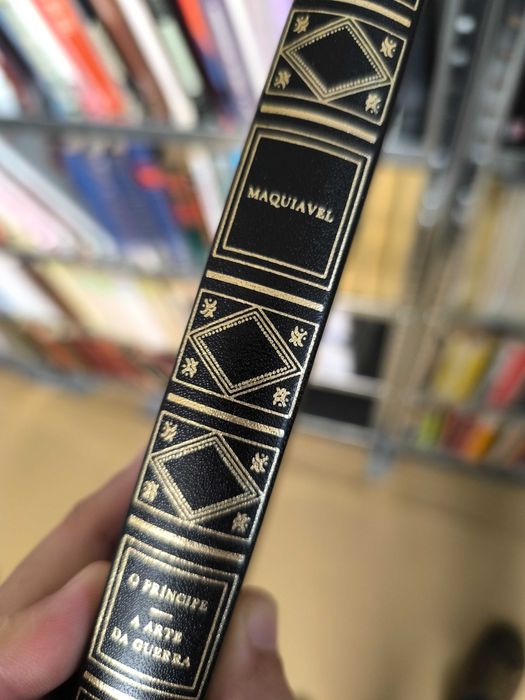 MAQUIAVEL
O PRÍNCIPE
A ARTE
DA GUERRA